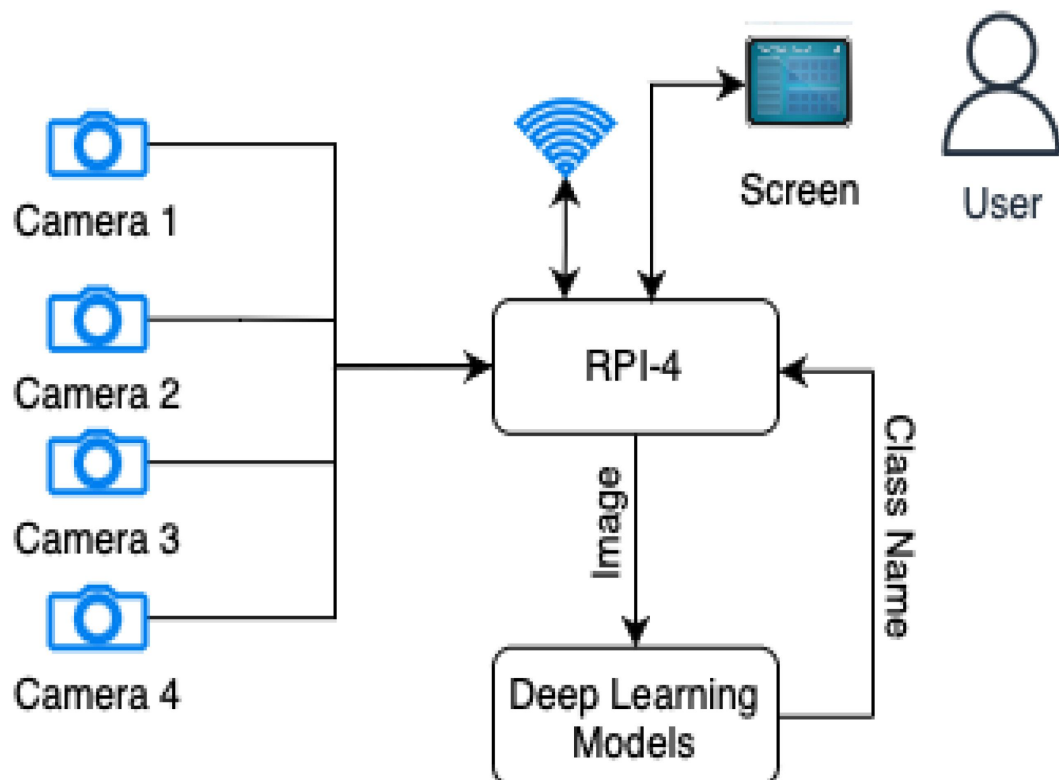 Camera 1
Camera 2
Camera 3
Camera 4
Screen
User
RPI-4
Image
Class Name
Deep Learning
Models